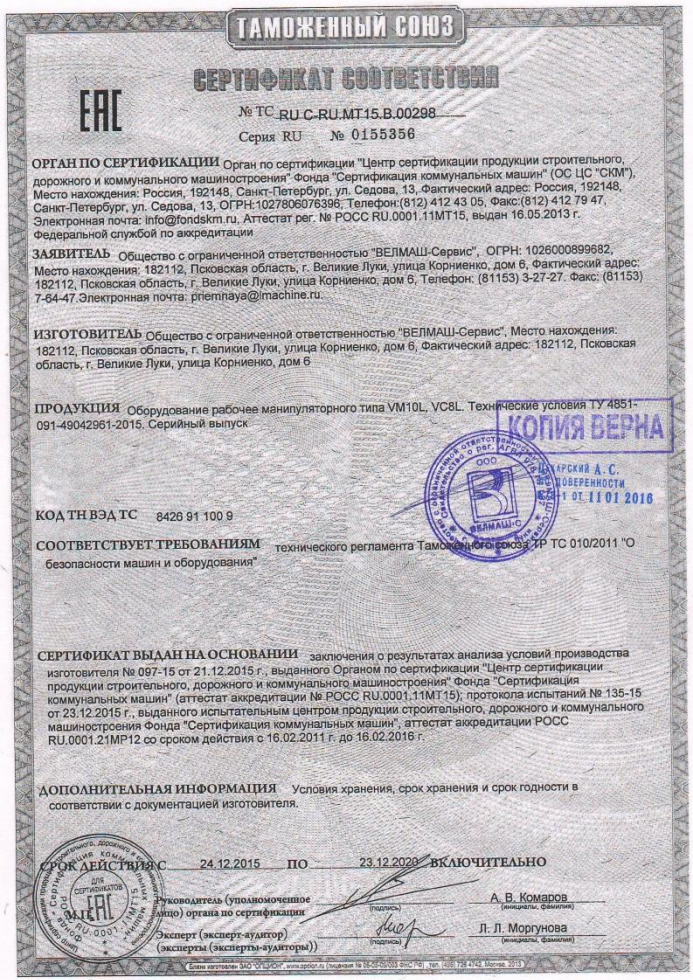 ТАМОЖЕННЫЙ СОЮЗ
СЕРТИФИКАТ СООТВЕТСТВИЯ
ЕАС
№ ТС RU C-RU.МТ15.В.00298
Серия RU № 0155356
ОРГАН ПО СЕРТИФИКАЦИИ Орган по сертификации "Центр сертификации продукции строительного,
дорожного и коммунального машиностроения" Фонда "Сертификация коммунальных машин" (ОС ЦС "СКМ"),
Место нахождения: Россия, 192148, Санкт-Петербург, ул. Седова, 13, Фактический адрес: Россия, 192148,
Санкт-Петербург, ул. Седова, 13, ОГРН:1027806076396, Телефон:(812) 412 43 05, Факс:(812) 412 79 47,
Электронная почта: info@fondskm.ru, Аттестат рег. № РОСС RU.0001.11МТ15, выдан 16.05.2013 г.
Федеральной службой по аккредитации
ЗАЯВИТЕЛЬ Общество с ограниченной ответственностью "ВЕЛМАШ-Сервис", ОГРН: 1026000899682,
Место нахождения: 182112, Псковская область, г. Великие Луки, улица Корниенко, дом 6, Фактический адрес:
182112, Псковская область, г. Великие Луки, улица Корниенко, дом 6, Телефон: (81153) 3-27-27. Факс: (81153)
7-64-47.Электронная почта: priemnaya@lmachine.ru.
ИЗГОТОВИТЕЛЬ Общество с ограниченной ответственностью "ВЕЛМАШ-Сервис", Место нахождения:
182112, Псковская область, г. Великие Луки, улица Корниенко, дом 6, Фактический адрес: 182112, Псковская
область, г. Великие Луки, улица Корниенко, дом 6
ПРОДУКЦИЯ Оборудование рабочее манипуляторного типа VM10L, VC8L. Технические условия ТУ 4851-
091-49042961-2015. Серийный выпуск
КОПИЯ ВЕРНА
А. С.
ДОВЕРЕННОСТИ
ОТ 11 01 2016
ООО
ВЕЛМАШ-С
КОД ТН ВЭД ТС 8426 91 100 9
СООТВЕТСТВУЕТ ТРЕБОВАНИЯМ технического регламента Таможенного союза ТР ТС 010/2011 "О
безопасности машин и оборудования"
СЕРТИФИКАТ ВЫДАН НА ОСНОВАНИИ заключения о результатах анализа условий производства
изготовителя № 097-15 от 21.12.2015 г., выданного Органом по сертификации "Центр сертификации
продукции строительного, дорожного и коммунального машиностроения" Фонда "Сертификация
коммунальных машин" (аттестат аккредитации № РОСС RU.0001.11МТ15); протокола испытаний № 135-15
от 23.12.2015 г., выданного испытательным центром продукции строительного, дорожного и коммунального
машиностроения Фонда "Сертификация коммунальных машин", аттестат аккредитации РОСС
RU.0001.21МР12 со сроком действия с 16.02.2011 г. до 16.02.2016 г.
ДОПОЛНИТЕЛЬНАЯ ИНФОРМАЦИЯ Условия хранения, срок хранения и срок годности в
соответствии с документацией изготовителя.
СРОК ДЕЙСТВИЯ С 24.12.2015 ПО 23.12.2020 ВКЛЮЧИТЕЛЬНО
ДЛЯ
СЕРТИФИКАТОВ
ЕАС
М.П.
Руководитель (уполномоченное
лицо) органа по сертификации
(подпись)
А. В. Комаров
(инициалы, фамилия)
Эксперт (эксперт-аудитор)
(эксперты (эксперты-аудиторы))
(подпись)
Л. Л. Моргунова
(инициалы, фамилия)